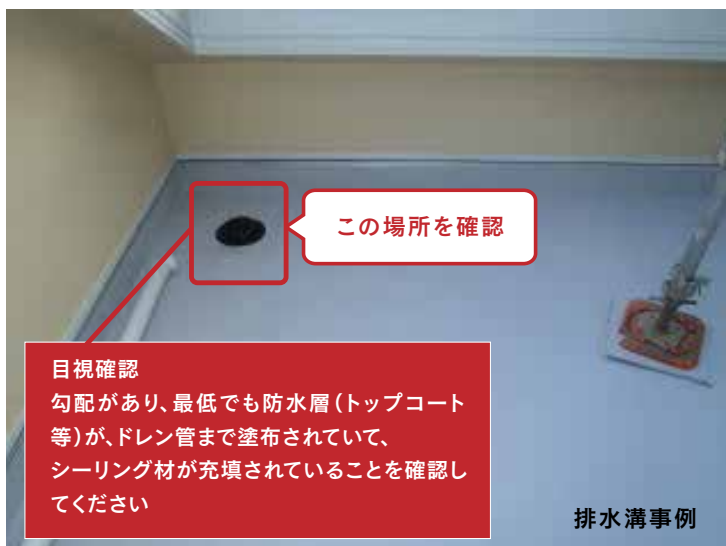 この場所を確認
目視確認
勾配があり、最低でも防水層(トップコート
等)が、ドレン管まで塗布されていて、
シーリング材が充填されていることを確認し
てください
排水溝事例